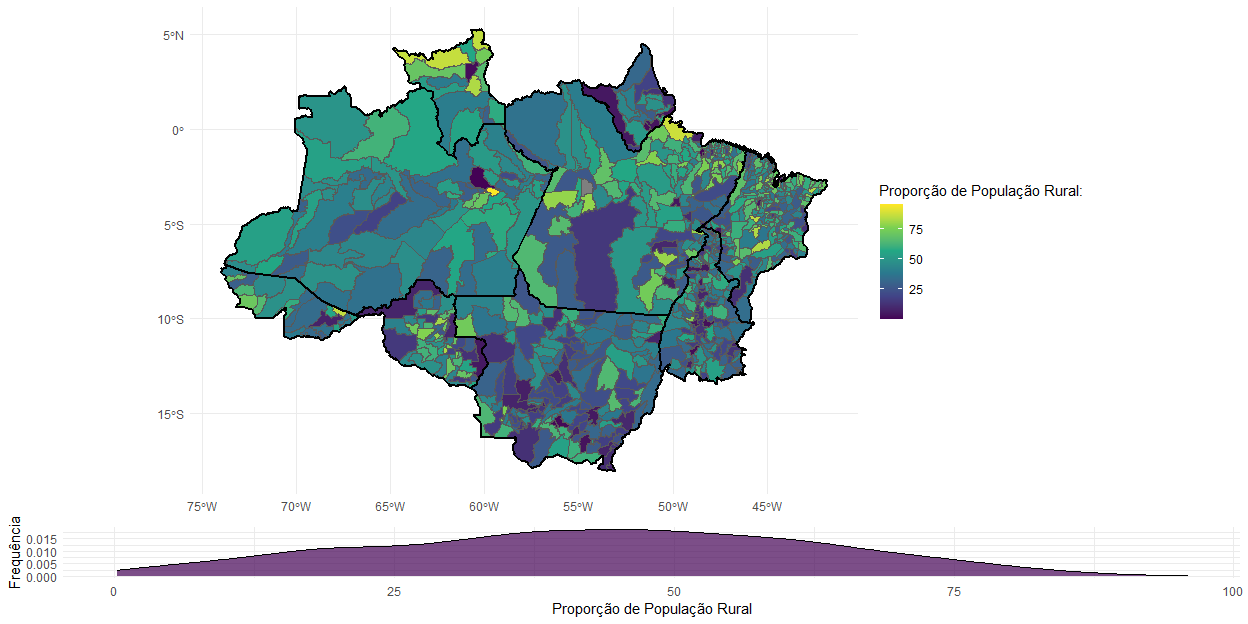 5°N
0°
5°S
10°S
15°S
75°W
70°W
65°W
60°W
55°W
50°W
45°W
Proporção de População Rural:
75
50
25
Frequência
0.015
0.010
0.005
0.000
0
25
50
75
100
Proporção de População Rural